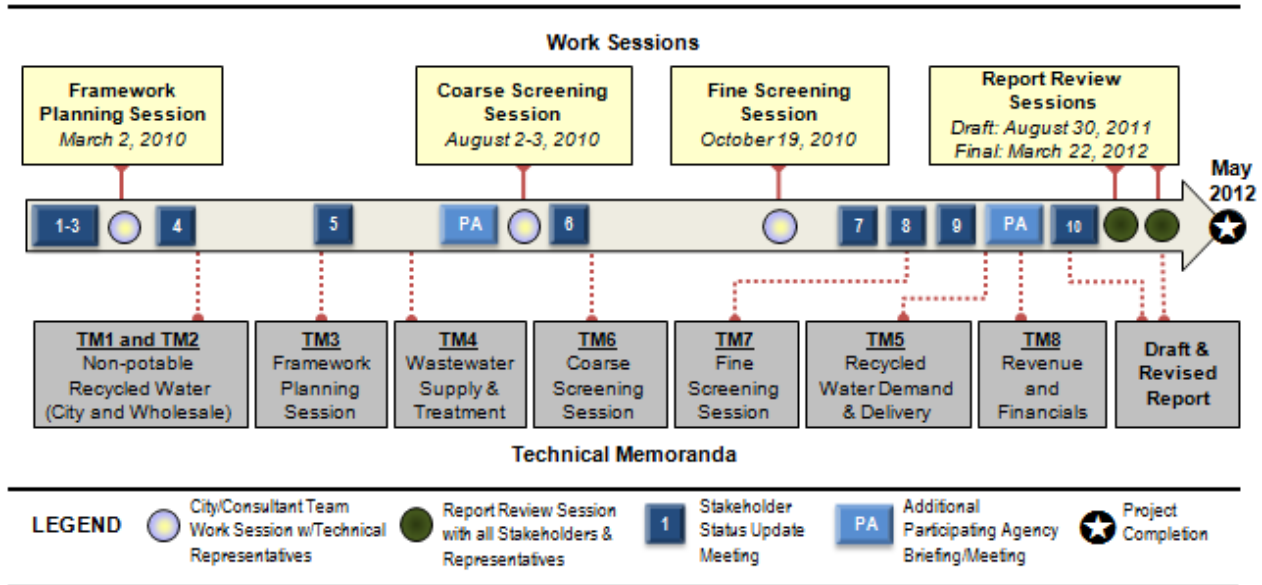 Work Sessions
Framework
Planning Session
March 2, 2010
Coarse Screening
Session
August 2-3, 2010
Fine Screening
Session
October 19, 2010
Report Review
Sessions
Draft: August 30, 2011
Final: March 22, 2012
May
2012
1-3
4
5
PA
6
7
8
9
PA
10
TM1 and TM2
Non-potable
Recycled Water
(City and Wholesale)
TM3
Framework
Planning
Session
TM4
Wastewater
Supply &
Treatment
TM6
Coarse
Screening
Session
TM7
Fine
Screening
Session
TM5
Recycled
Water Demand
& Delivery
TM8
Revenue
and
Financials
Draft &
Revised
Report
Technical Memoranda
LEGEND
City/Consultant Team
Work Session w/Technical
Representatives
Report Review Session
with all Stakeholders &
Representatives
1
Stakeholder
Status Update
Meeting
PA
Additional
Participating Agency
Briefing/Meeting
Project
Completion